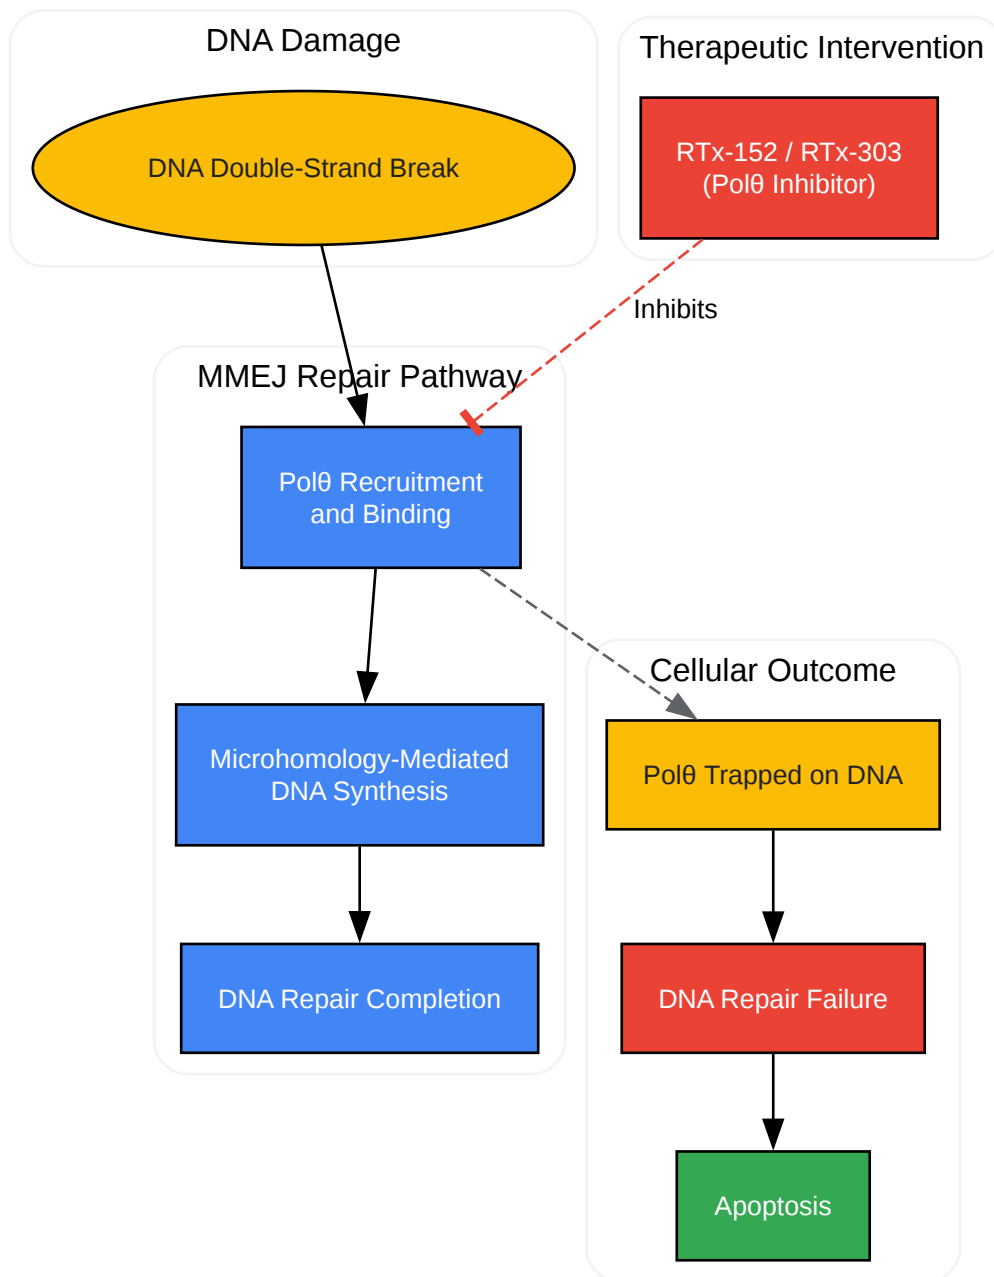 DNA Damage
DNA Double-Strand Break
Therapeutic Intervention
RTx-152 / RTx-303
(Polθ Inhibitor)
Inhibits
MMEJ Repair Pathway
Polθ Recruitment
and Binding
Microhomology-Mediated
DNA Synthesis
DNA Repair Completion
Cellular Outcome
Polθ Trapped on DNA
DNA Repair Failure
Apoptosis